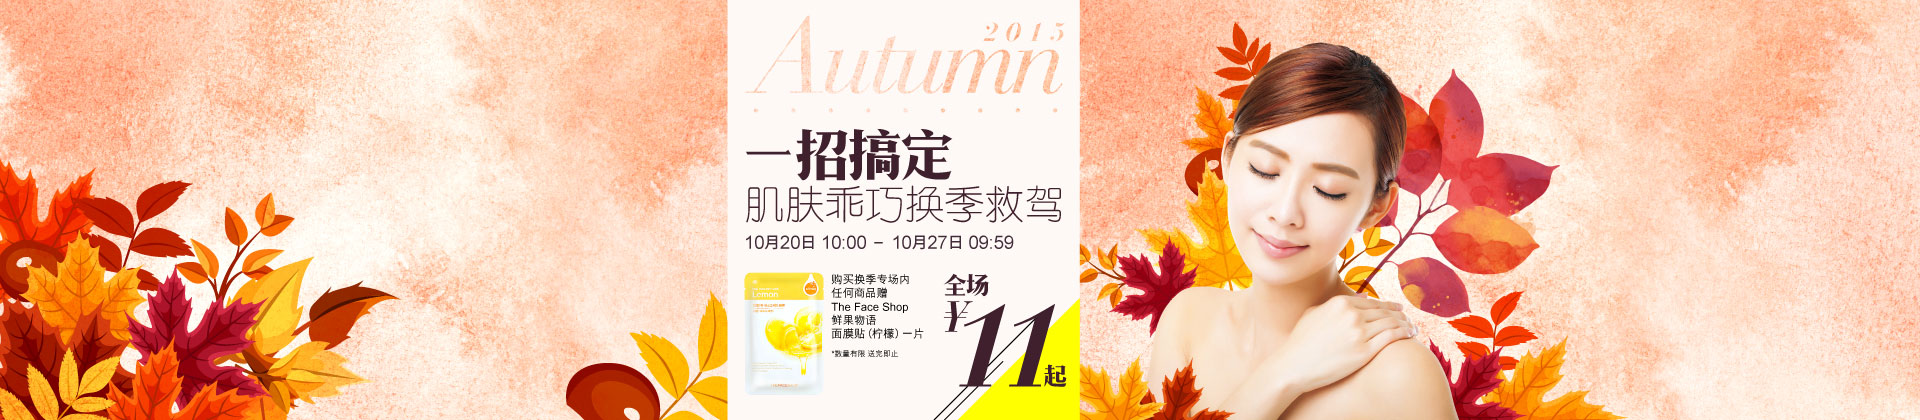 2015
Autumn
一招搞定
肌肤乖巧换季救驾
10月20日 10:00 – 10月27日 09:59
Lemon
购买换季专场内
任何商品赠
The Face Shop
鲜果物语
面膜贴（柠檬）一片
*数量有限 送完即止
全场
¥11起